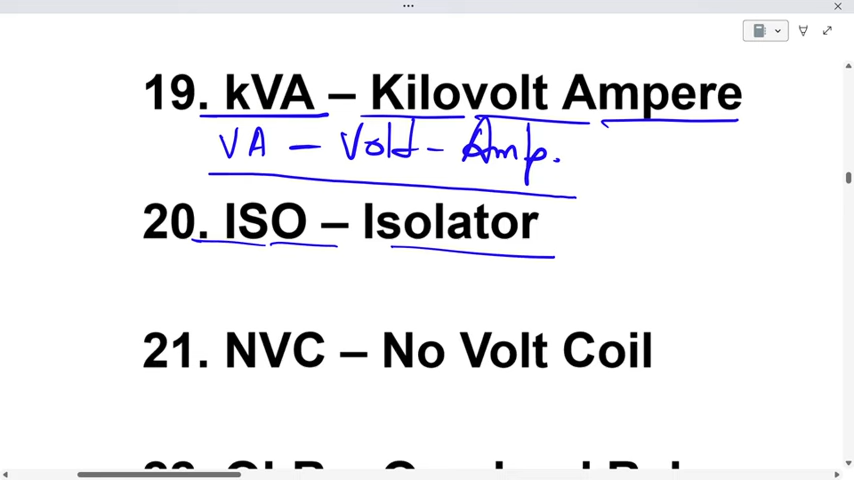 19. kVA – Kilovolt Ampere
VA – Volt – Amp.
20. ISO – Isolator
21. NVC – No Volt Coil